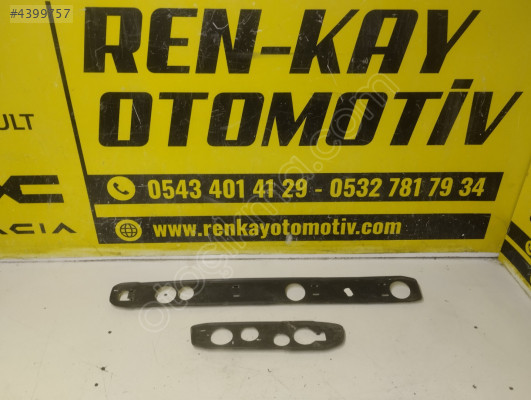 #4399757
REN-KAY
OTOMOTİV
ULT
ACIA
0543 401 41 29 - 0532 781 79 34
www.renkayotomotiv.com